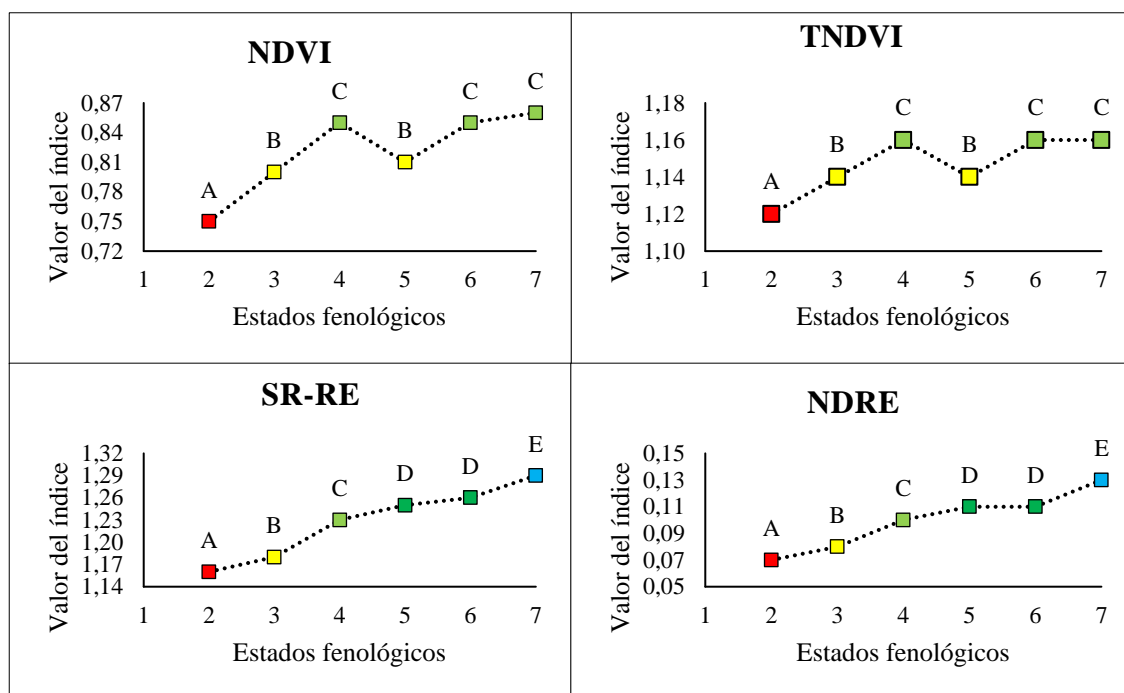 NDVI
C
C
B
B
A
0,87
0,84
0,81
0,78
0,75
0,72
1 2 3 4 5 6 7
Valor del índice
Estados fenológicos
TNDVI
C
C
C
B
B
A
1,18
1,16
1,14
1,12
1,10
1 2 3 4 5 6 7
Valor del índice
Estados fenológicos
SR-RE
E
D
D
C
B
A
1,32
1,29
1,26
1,23
1,20
1,17
1,14
1 2 3 4 5 6 7
Valor del índice
Estados fenológicos
NDRE
E
D
D
C
B
A
0,15
0,13
0,11
0,09
0,07
0,05
1 2 3 4 5 6 7
Valor del índice
Estados fenológicos